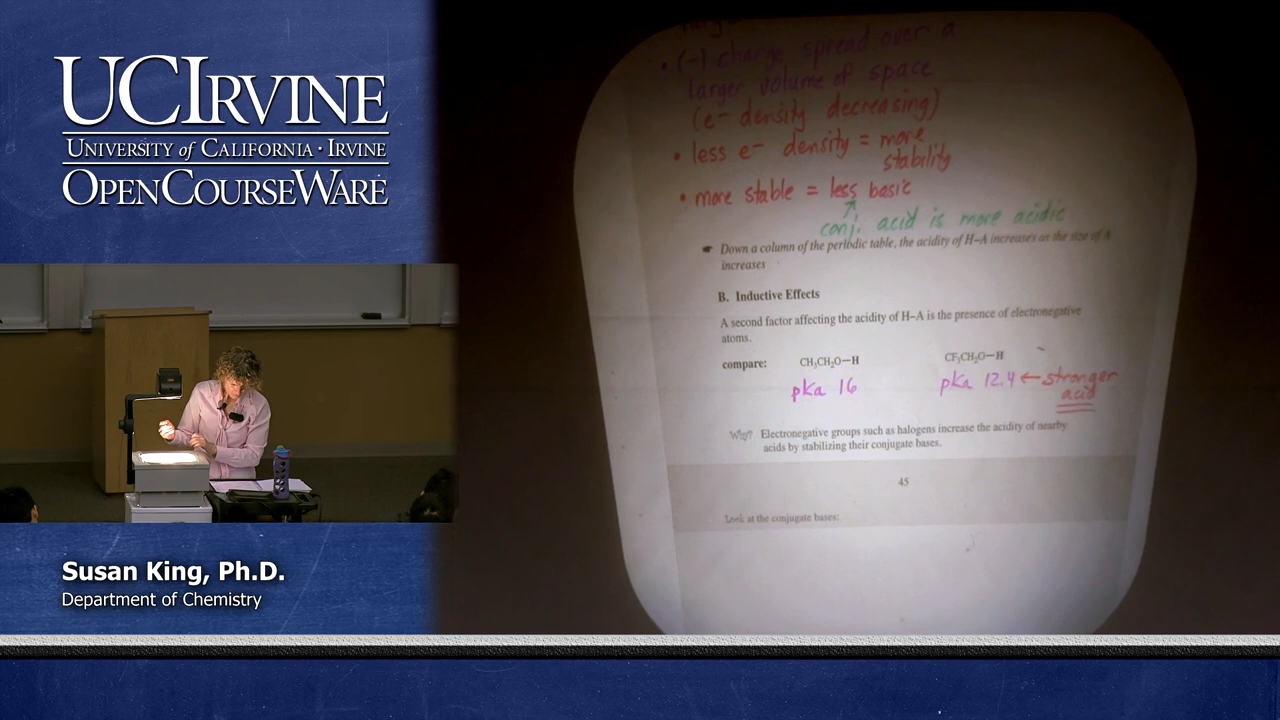 UCIRVINE
UNIVERSITY of CALIFORNIA · IRVINE
OPENCOURSEWARE
Susan King, Ph.D.
Department of Chemistry
• (-) charge spread over a
larger volume of space
(e- density decreasing)
• less e- density = more
stability
• more stable = less basic
↑
conj. acid is more acidic
☛ Down a column of the periodic table, the acidity of H–A increases as the size of A
increases
B. Inductive Effects
A second factor affecting the acidity of H–A is the presence of electronegative
atoms.
compare: CH₃CH₂O—H CF₃CH₂O—H
pka 16 pka 12.4 ← stronger
acid
Why? Electronegative groups such as halogens increase the acidity of nearby
acids by stabilizing their conjugate bases.
45
Look at the conjugate bases: